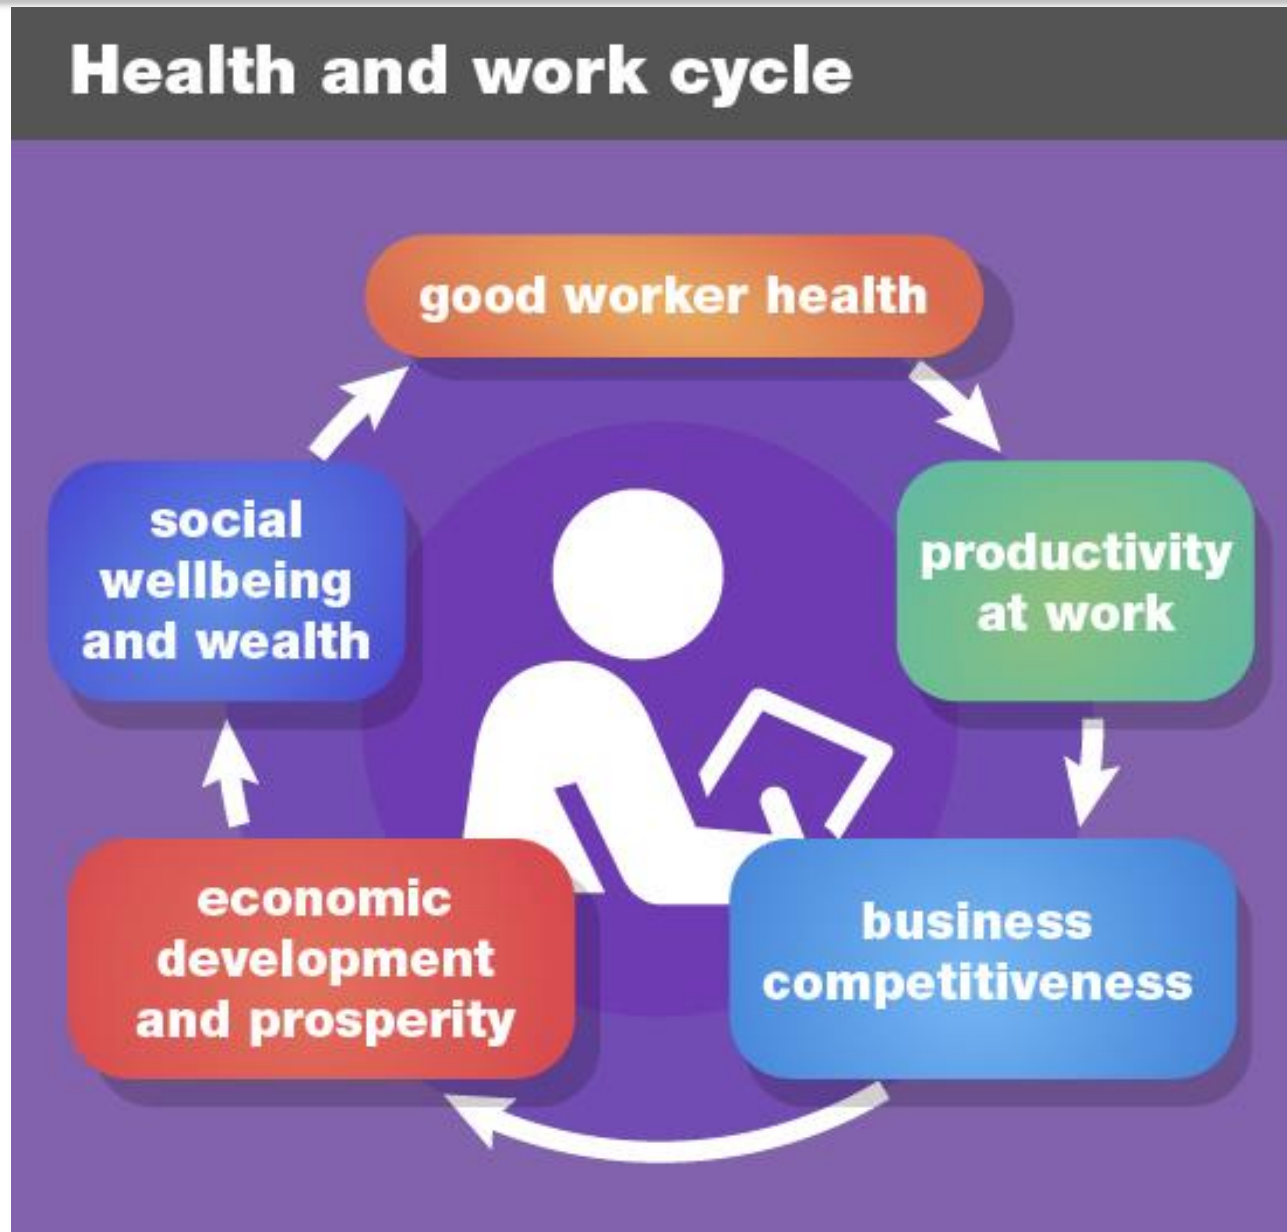 Health and work cycle
good worker health
productivity
at work
business
competitiveness
economic
development
and prosperity
social
wellbeing
and wealth